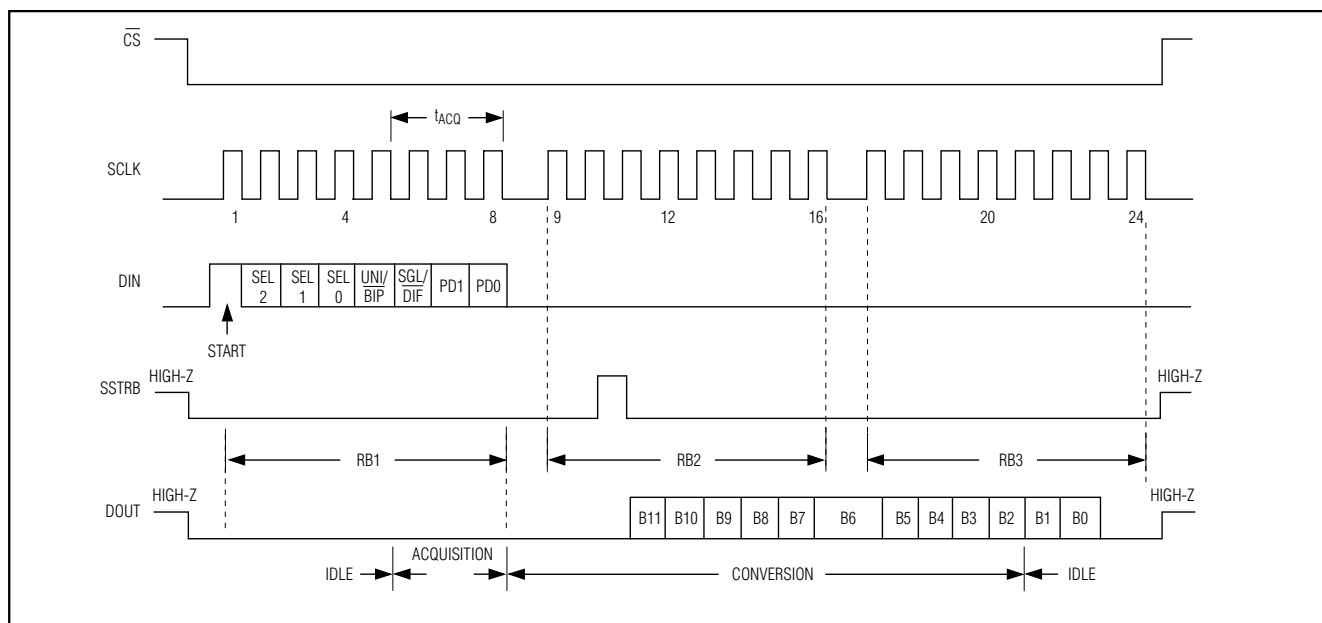 CS
tACQ
SCLK
1 4 8 9 12 16 20 24
DIN
SEL 2
SEL 1
SEL 0
UNI/ BIP
SGL/ DIF
PD1
PD0
START
HIGH-Z
SSTRB
HIGH-Z
RB1
RB2
RB3
HIGH-Z
DOUT
HIGH-Z
B11 B10 B9 B8 B7 B6 B5 B4 B3 B2 B1 B0
IDLE
ACQUISITION
CONVERSION
IDLE